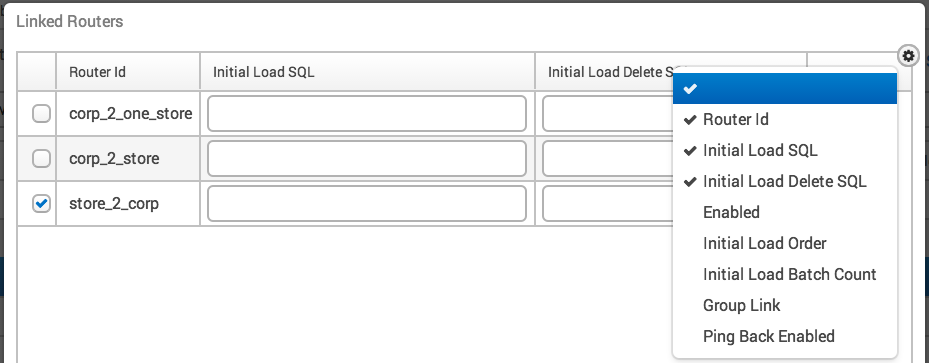 Linked Routers
Router Id Initial Load SQL Initial Load Delete
corp_2_one_store
corp_2_store
store_2_corp
Router Id
Initial Load SQL
Initial Load Delete SQL
Enabled
Initial Load Order
Initial Load Batch Count
Group Link
Ping Back Enabled